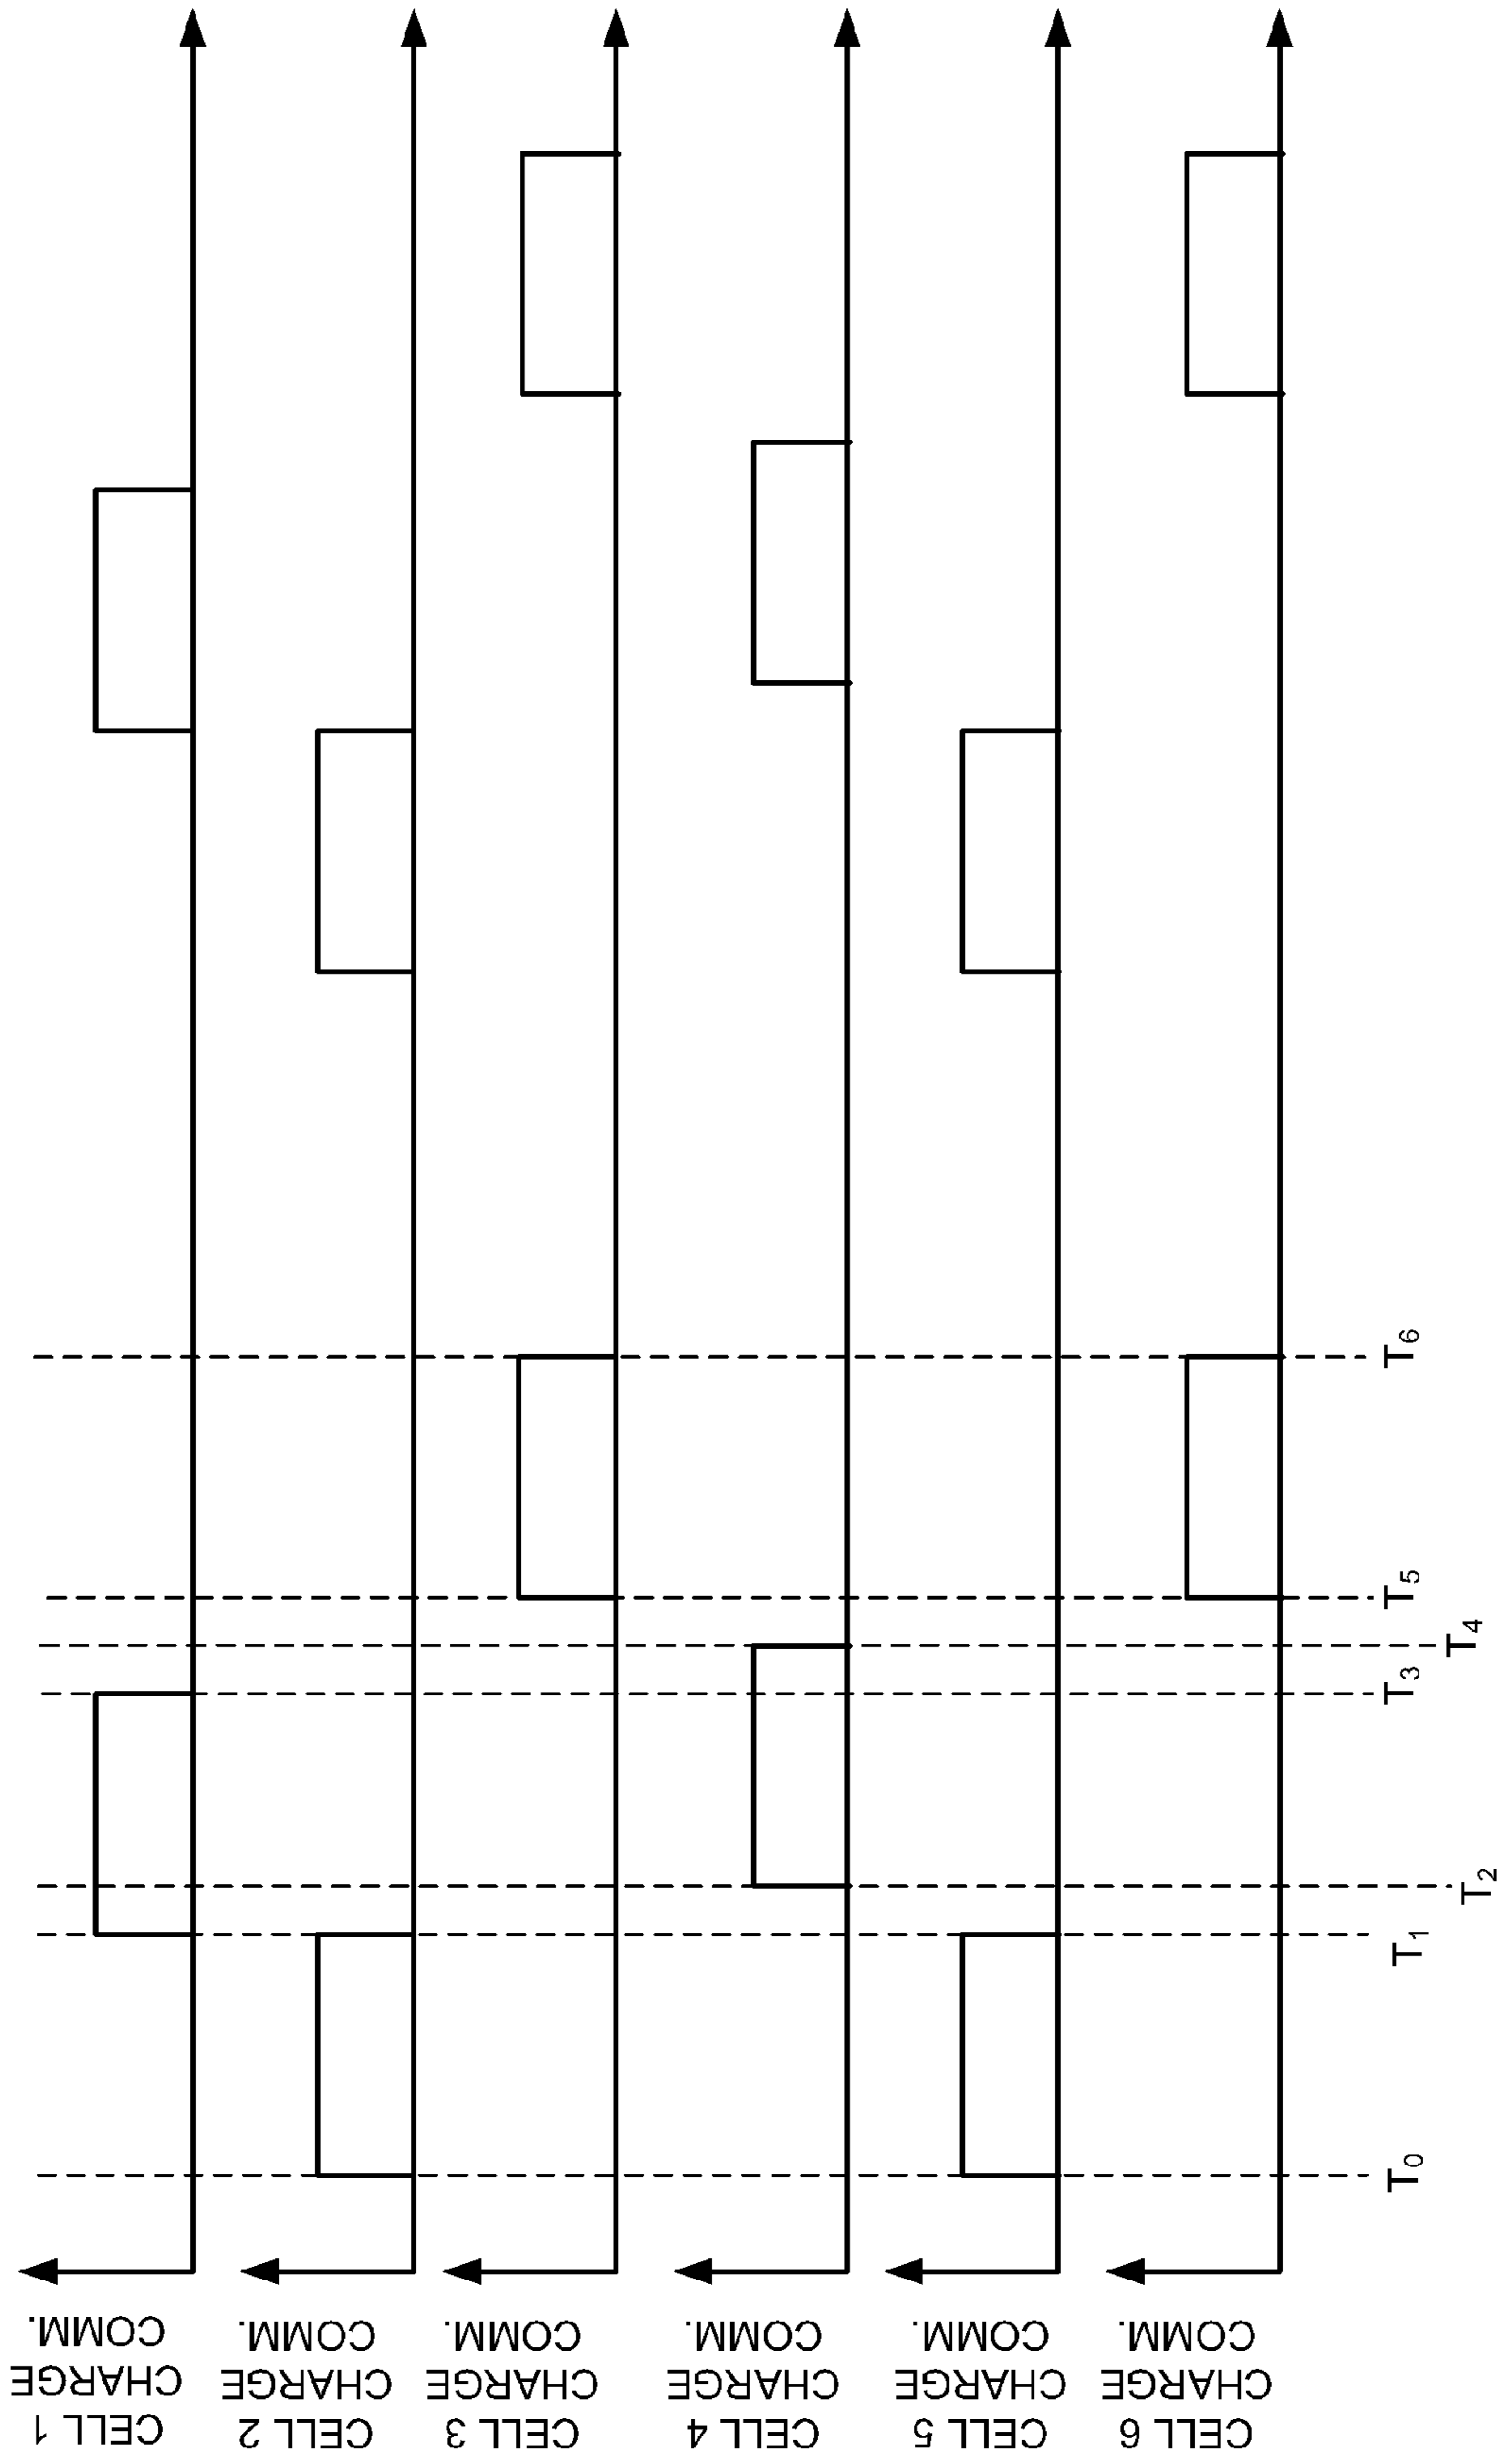 CELL 1
CHARGE
COMM.
CELL 2
CHARGE
COMM.
CELL 3
CHARGE
COMM.
CELL 4
CHARGE
COMM.
CELL 5
CHARGE
COMM.
CELL 6
CHARGE
COMM.
T0
T1
T2
T3
T4
T5
T6